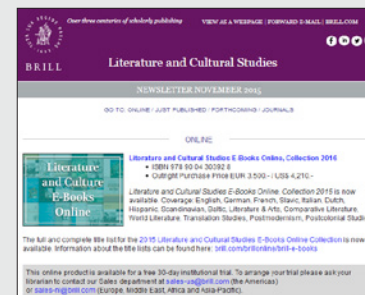 Over three centuries of scholarly publishing
VIEW AS A WEBPAGE | FORWARD E-MAIL | BRILL.COM
BRILL
Literature and Cultural Studies
NEWSLETTER NOVEMBER 2015
GO TO: ONLINE / JUST PUBLISHED / FORTHCOMING / JOURNALS
ONLINE
Literature
and Culture
E-Books
Online
Literature and Cultural Studies E-Books Online, Collection 2016
• ISBN 978 90 04 30392 8
• Outright Purchase Price EUR 3.500.- / US$ 4,210.-
Literature and Cultural Studies E-Books Online: Collection 2015 is now
available. Coverage: English, German, French, Slavic, Italian, Dutch,
Hispanic, Scandinavian, Baltic, Literature & Arts, Comparative Literature,
World Literature, Translation Studies, Postmodernism, Postcolonial Studi
The full and complete title list for the 2015 Literature and Cultural Studies E-Books Online Collection is now
available. Information about the title lists can be found here: brill.com/brillonline/brill-e-books
This online product is available for a free 30-day institutional trial. To arrange your trial please ask your
librarian to contact our Sales department at sales-us@brill.com (the Americas)
or sales-nl@brill.com (Europe, Middle East, Africa and Asia-Pacific).